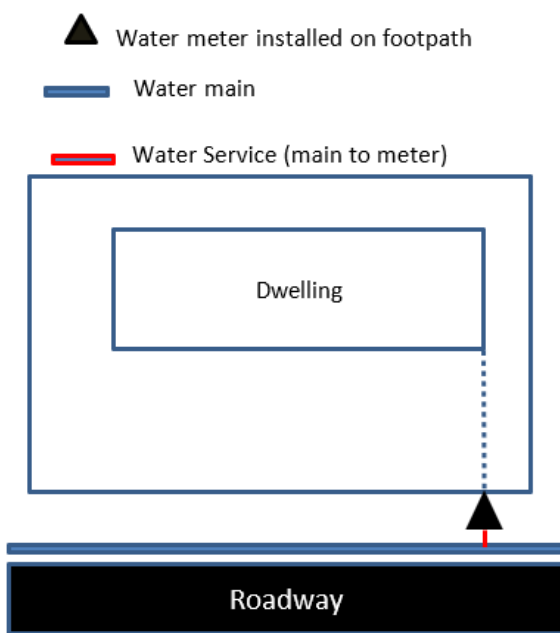 Water meter installed on footpath
Water main
Water Service (main to meter)
Dwelling
Roadway